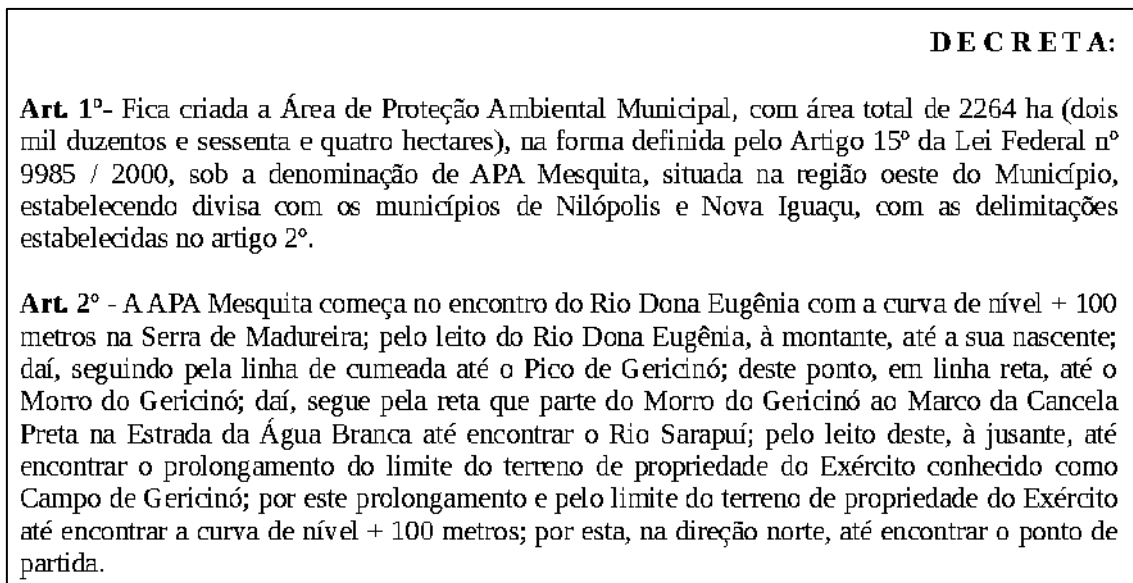 D E C R E T A:
Art. 1º- Fica criada a Área de Proteção Ambiental Municipal, com área total de 2264 ha (dois
mil duzentos e sessenta e quatro hectares), na forma definida pelo Artigo 15º da Lei Federal nº
9985 / 2000, sob a denominação de APA Mesquita, situada na região oeste do Município,
estabelecendo divisa com os municípios de Nilópolis e Nova Iguaçu, com as delimitações
estabelecidas no artigo 2º.
Art. 2º - A APA Mesquita começa no encontro do Rio Dona Eugênia com a curva de nível + 100
metros na Serra de Madureira; pelo leito do Rio Dona Eugênia, à montante, até a sua nascente;
daí, seguindo pela linha de cumeada até o Pico de Gericinó; deste ponto, em linha reta, até o
Morro do Gericinó; daí, segue pela reta que parte do Morro do Gericinó ao Marco da Cancela
Preta na Estrada da Água Branca até encontrar o Rio Sarapuí; pelo leito deste, à jusante, até
encontrar o prolongamento do limite do terreno de propriedade do Exército conhecido como
Campo de Gericinó; por este prolongamento e pelo limite do terreno de propriedade do Exército
até encontrar a curva de nível + 100 metros; por esta, na direção norte, até encontrar o ponto de
partida.